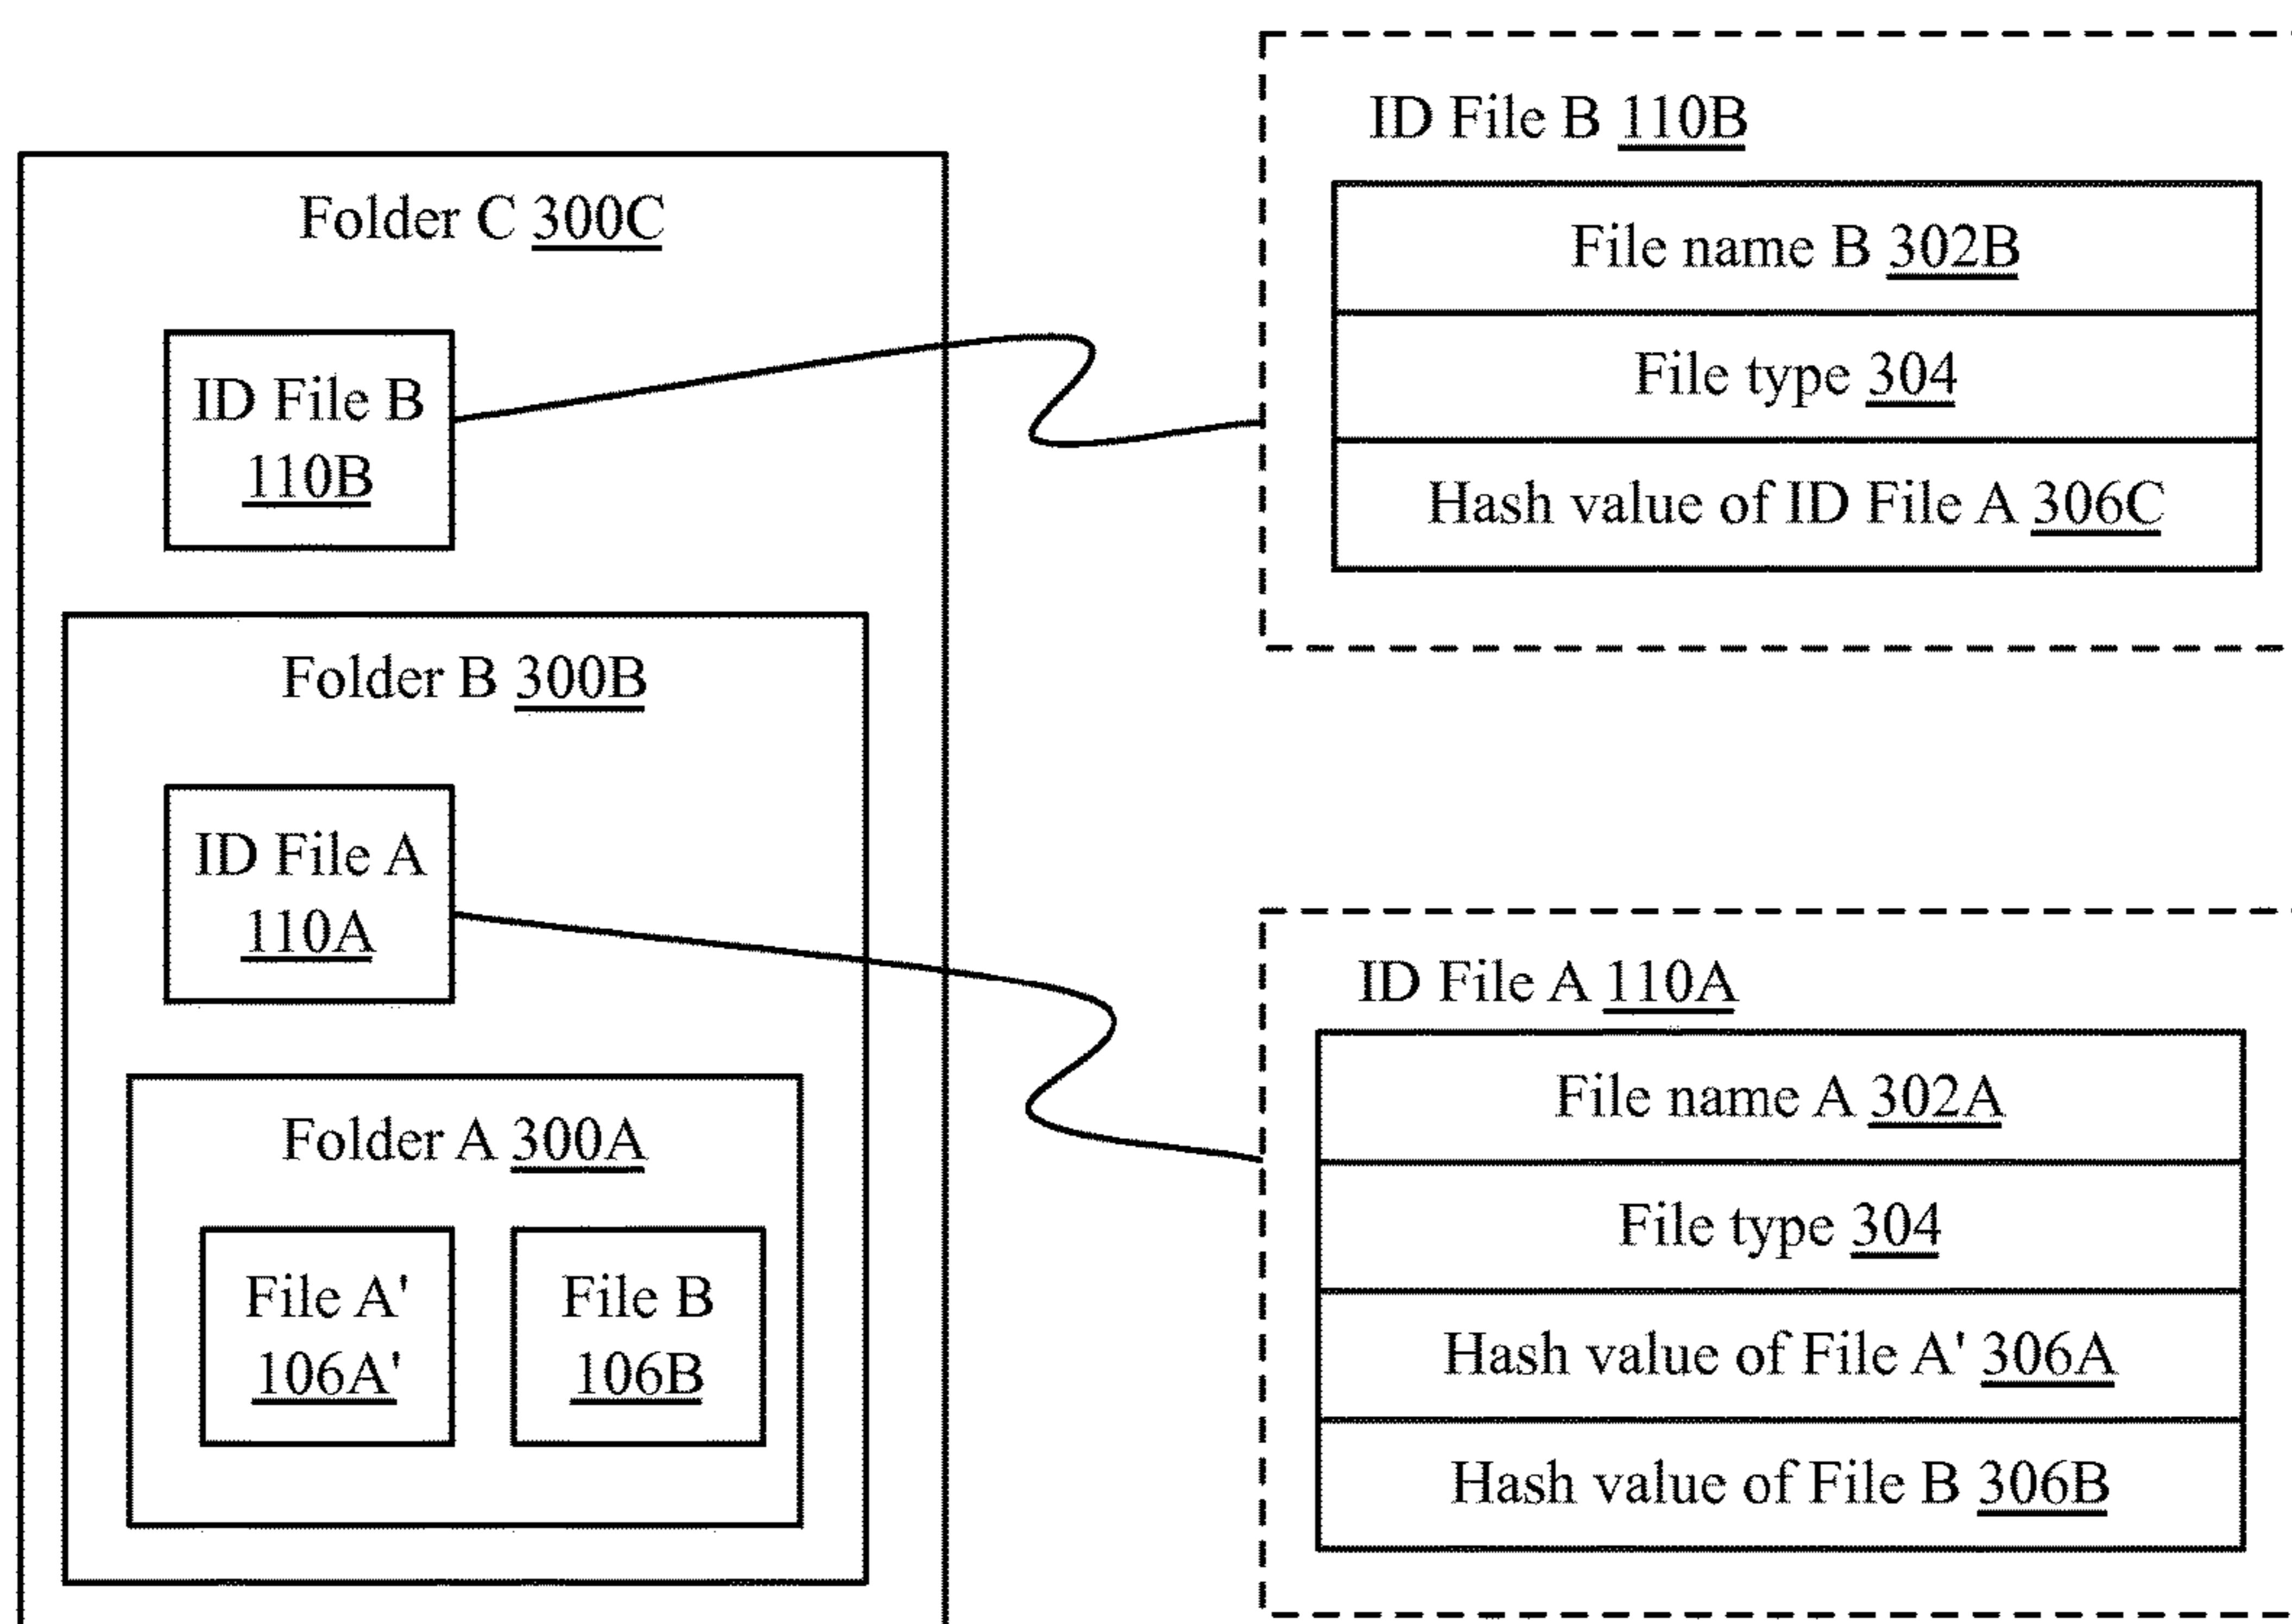 Folder C 300C
ID File B
110B
Folder B 300B
ID File A
110A
Folder A 300A
File A'
106A'
File B
106B
ID File B 110B
File name B 302B
File type 304
Hash value of ID File A 306C
ID File A 110A
File name A 302A
File type 304
Hash value of File A' 306A
Hash value of File B 306B